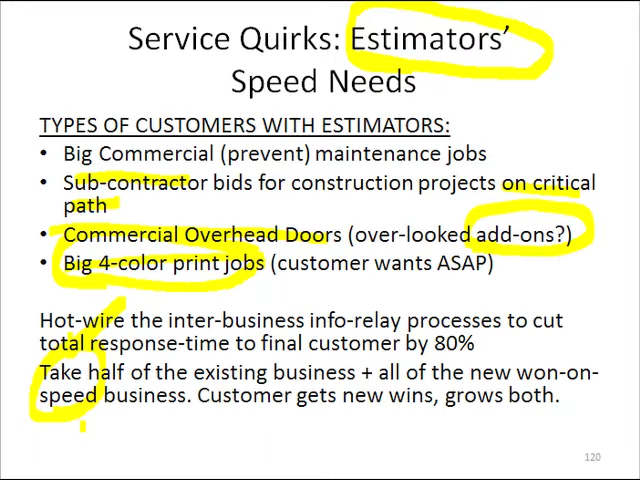 Service Quirks: Estimators’
Speed Needs
TYPES OF CUSTOMERS WITH ESTIMATORS:
• Big Commercial (prevent) maintenance jobs
• Sub-contractor bids for construction projects on critical
path
• Commercial Overhead Doors (over-looked add-ons?)
• Big 4-color print jobs (customer wants ASAP)
Hot-wire the inter-business info-relay processes to cut
total response-time to final customer by 80%
Take half of the existing business + all of the new won-on-
speed business. Customer gets new wins, grows both.
120